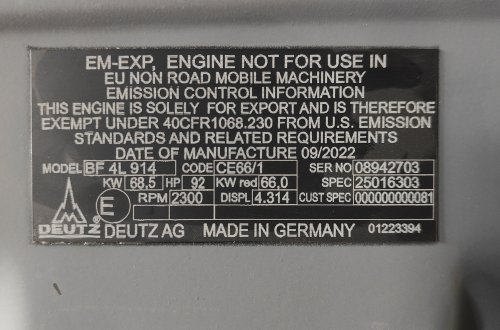 EM-EXP, ENGINE NOT FOR USE IN
EU NON ROAD MOBILE MACHINERY
EMISSION CONTROL INFORMATION
THIS ENGINE IS SOLELY FOR EXPORT AND IS THEREFORE
EXEMPT UNDER 40CFR1068.230 FROM U.S. EMISSION
STANDARDS AND RELATED REQUIREMENTS
DATE OF MANUFACTURE 09/2022
MODEL BF 4L 914 CODE CE66/1 SER NO 08942703
KW 68,5 HP 92 KW red 66,0 SPEC 25016303
E RPM 2300 DISPL 4.314 CUST SPEC 000000000081
DEUTZ DEUTZ AG MADE IN GERMANY 01223394